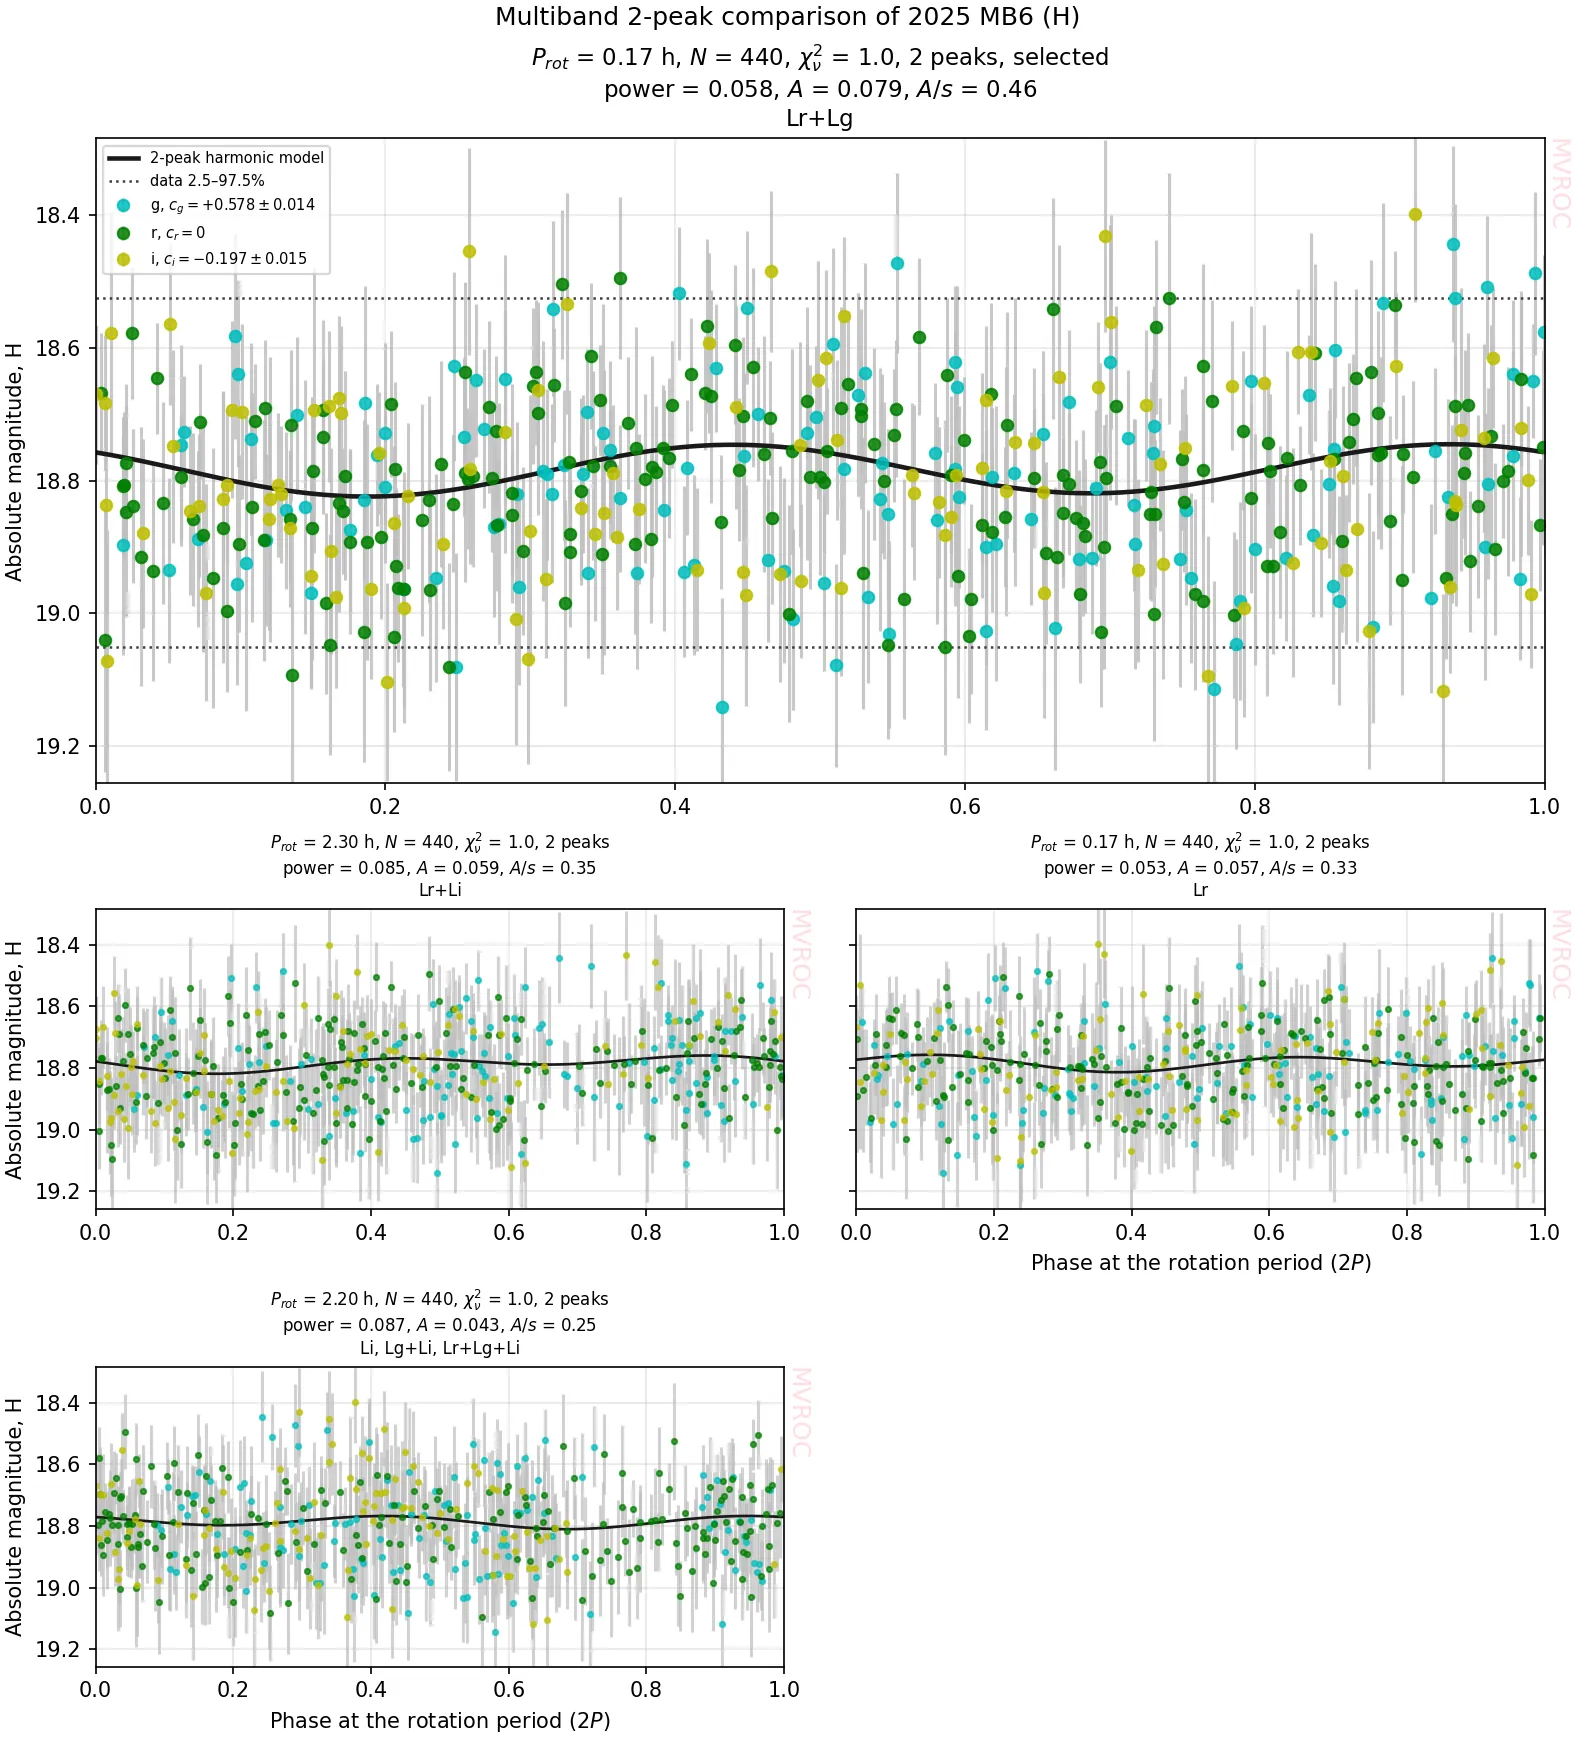 Multiband 2-peak comparison of 2025 MB6 (H)
P_rot = 0.17 h, N = 440, χ²_ν = 1.0, 2 peaks, selected
power = 0.058, A = 0.079, A/s = 0.46
Lr+Lg
2-peak harmonic model
data 2.5–97.5%
g, c_g = +0.578 ± 0.014
r, c_r = 0
i, c_i = −0.197 ± 0.015
MVROC
Absolute magnitude, H
18.4
18.6
18.8
19.0
19.2
0.0 0.2 0.4 0.6 0.8 1.0
P_rot = 2.30 h, N = 440, χ²_ν = 1.0, 2 peaks
power = 0.085, A = 0.059, A/s = 0.35
Lr+Li
MVROC
Absolute magnitude, H
18.4
18.6
18.8
19.0
19.2
0.0 0.2 0.4 0.6 0.8 1.0
P_rot = 0.17 h, N = 440, χ²_ν = 1.0, 2 peaks
power = 0.053, A = 0.057, A/s = 0.33
Lr
MVROC
0.0 0.2 0.4 0.6 0.8 1.0
Phase at the rotation period (2P)
P_rot = 2.20 h, N = 440, χ²_ν = 1.0, 2 peaks
power = 0.087, A = 0.043, A/s = 0.25
Li, Lg+Li, Lr+Lg+Li
MVROC
Absolute magnitude, H
18.4
18.6
18.8
19.0
19.2
0.0 0.2 0.4 0.6 0.8 1.0
Phase at the rotation period (2P)